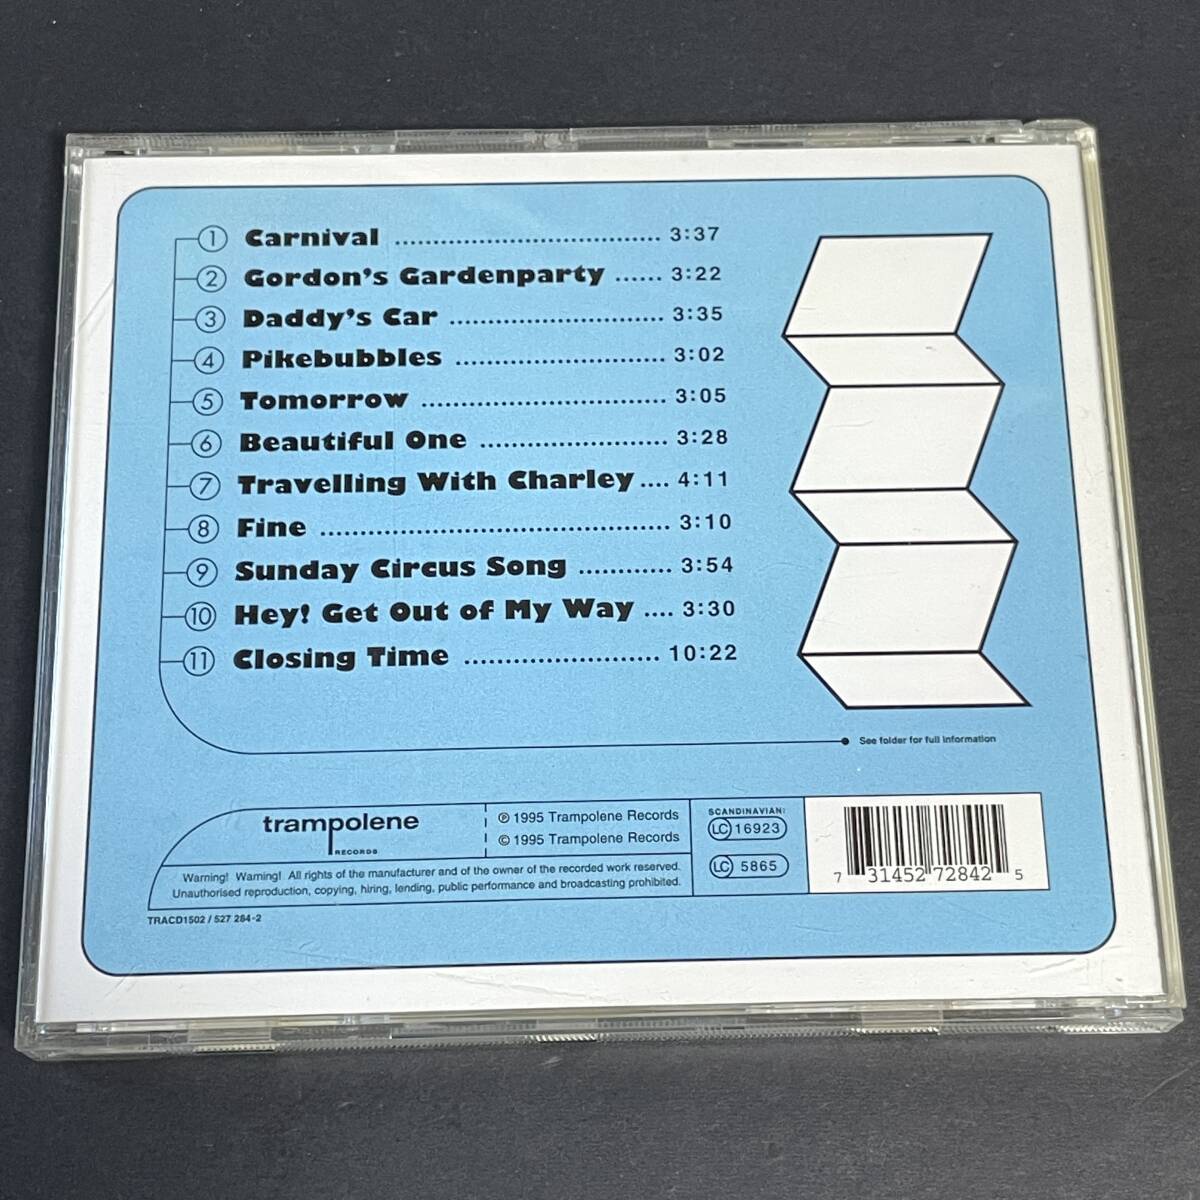 1 Carnival .................................. 3:37
2 Gordon's Gardenparty ...... 3:22
3 Daddy's Car ........................... 3:35
4 Pikebubbles .......................... 3:02
5 Tomorrow .............................. 3:05
6 Beautiful One ........................ 3:28
7 Travelling With Charley .... 4:11
8 Fine ............................................ 3:10
9 Sunday Circus Song ............ 3:54
10 Hey! Get Out of My Way .... 3:30
11 Closing Time ......................... 10:22
See folder for full information
trampolene
RECORDS
℗ 1995 Trampolene Records
© 1995 Trampolene Records
Warning! Warning! All rights of the manufacturer and of the owner of the recorded work reserved.
Unauthorised reproduction, copying, hiring, lending, public performance and broadcasting prohibited.
SCANDINAVIAN:
LC 16923
LC 5865
7 31452 72842 5
TRACD1502 / 527 284-2